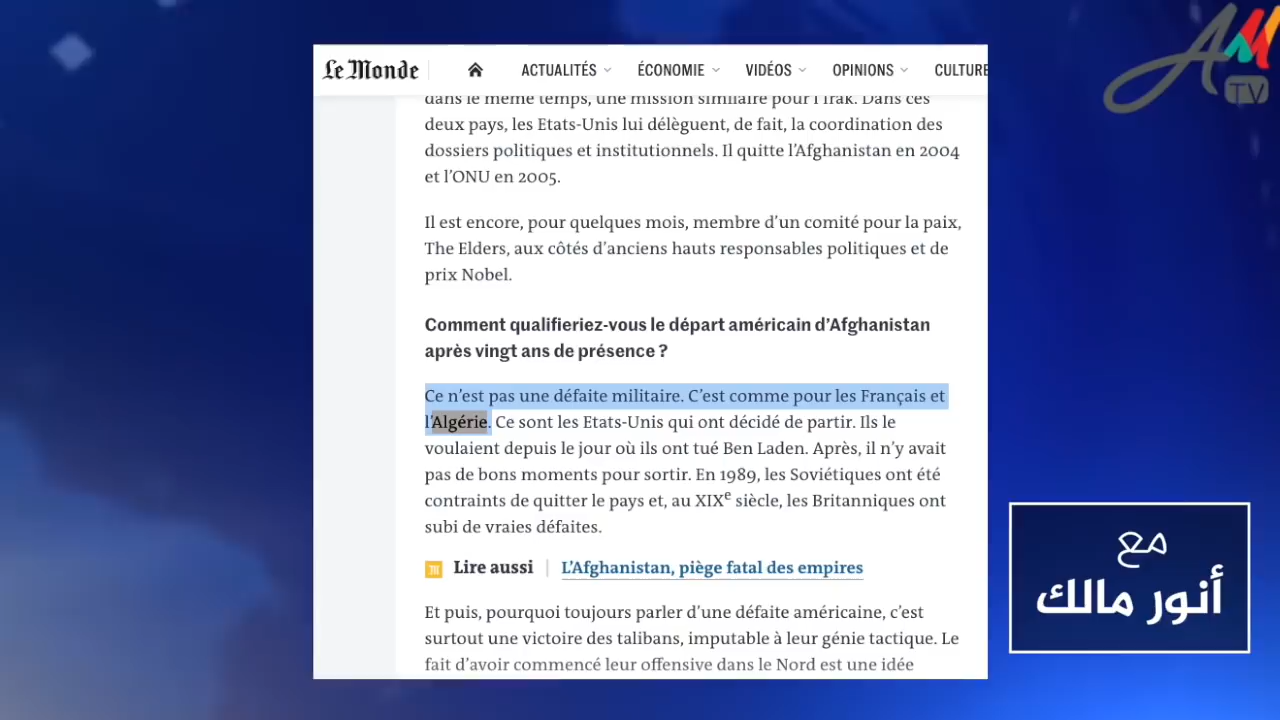 Le Monde
ACTUALITÉS
ÉCONOMIE
VIDÉOS
OPINIONS
CULTURE
dans le même temps, une mission similaire pour l'Irak. Dans ces
deux pays, les Etats-Unis lui délèguent, de fait, la coordination des
dossiers politiques et institutionnels. Il quitte l'Afghanistan en 2004
et l'ONU en 2005.
Il est encore, pour quelques mois, membre d'un comité pour la paix,
The Elders, aux côtés d'anciens hauts responsables politiques et de
prix Nobel.
Comment qualifieriez-vous le départ américain d'Afghanistan
après vingt ans de présence ?
Ce n'est pas une défaite militaire. C'est comme pour les Français et
l'Algérie. Ce sont les Etats-Unis qui ont décidé de partir. Ils le
voulaient depuis le jour où ils ont tué Ben Laden. Après, il n'y avait
pas de bons moments pour sortir. En 1989, les Soviétiques ont été
contraints de quitter le pays et, au XIXe siècle, les Britanniques ont
subi de vraies défaites.
M Lire aussi | L'Afghanistan, piège fatal des empires
Et puis, pourquoi toujours parler d'une défaite américaine, c'est
surtout une victoire des talibans, imputable à leur génie tactique. Le
fait d'avoir commencé leur offensive dans le Nord est une idée
AM
TV
مع
أنور مالك